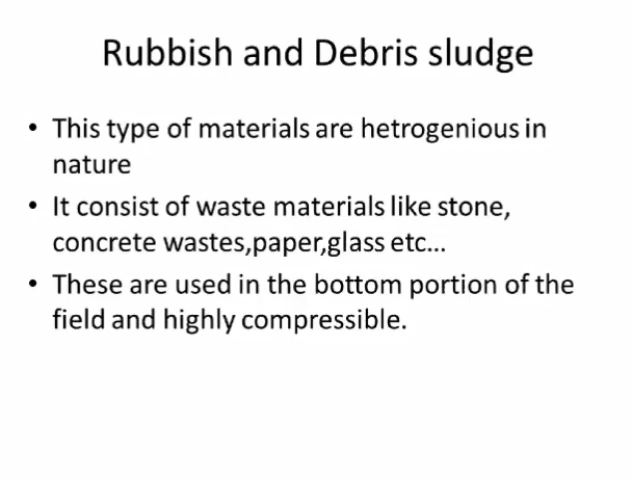 Rubbish and Debris sludge
• This type of materials are hetrogenious in
nature
• It consist of waste materials like stone,
concrete wastes,paper,glass etc...
• These are used in the bottom portion of the
field and highly compressible.